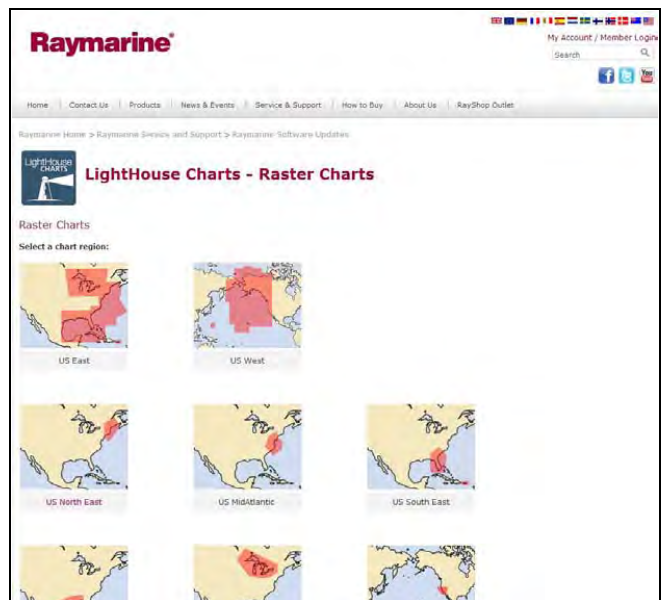 Raymarine®
My Account / Member Login
Search
Home
Contact Us
Products
News & Events
Service & Support
How to Buy
About Us
RayShop Outlet
Raymarine Home > Raymarine Service and Support > Raymarine Software Updates
LightHouse
CHARTS
LightHouse Charts - Raster Charts
Raster Charts
Select a chart region:
US East
US West
US North East
US MidAtlantic
US South East